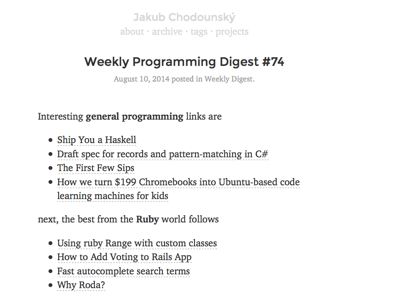 Jakub Chodounský
about · archive · tags · projects
Weekly Programming Digest #74
August 10, 2014 posted in Weekly Digest.
Interesting general programming links are
• Ship You a Haskell
• Draft spec for records and pattern-matching in C#
• The First Few Sips
• How we turn $199 Chromebooks into Ubuntu-based code
learning machines for kids
next, the best from the Ruby world follows
• Using ruby Range with custom classes
• How to Add Voting to Rails App
• Fast autocomplete search terms
• Why Roda?